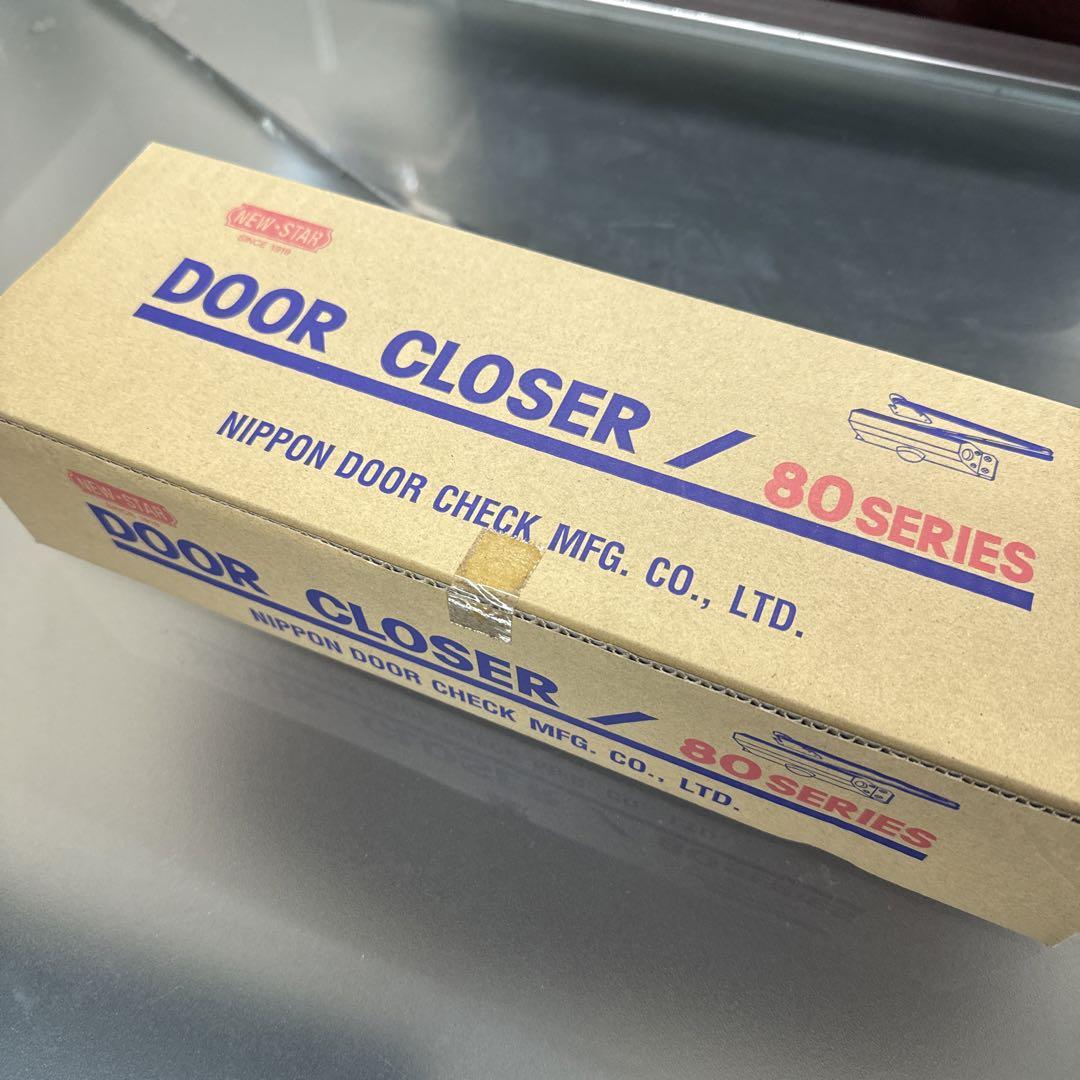 NEW·STAR
SINCE 1919
DOOR CLOSER /
80 SERIES
NIPPON DOOR CHECK MFG. CO., LTD.
NEW·STAR
DOOR CLOSER /
80 SERIES
NIPPON DOOR CHECK MFG. CO., LTD.